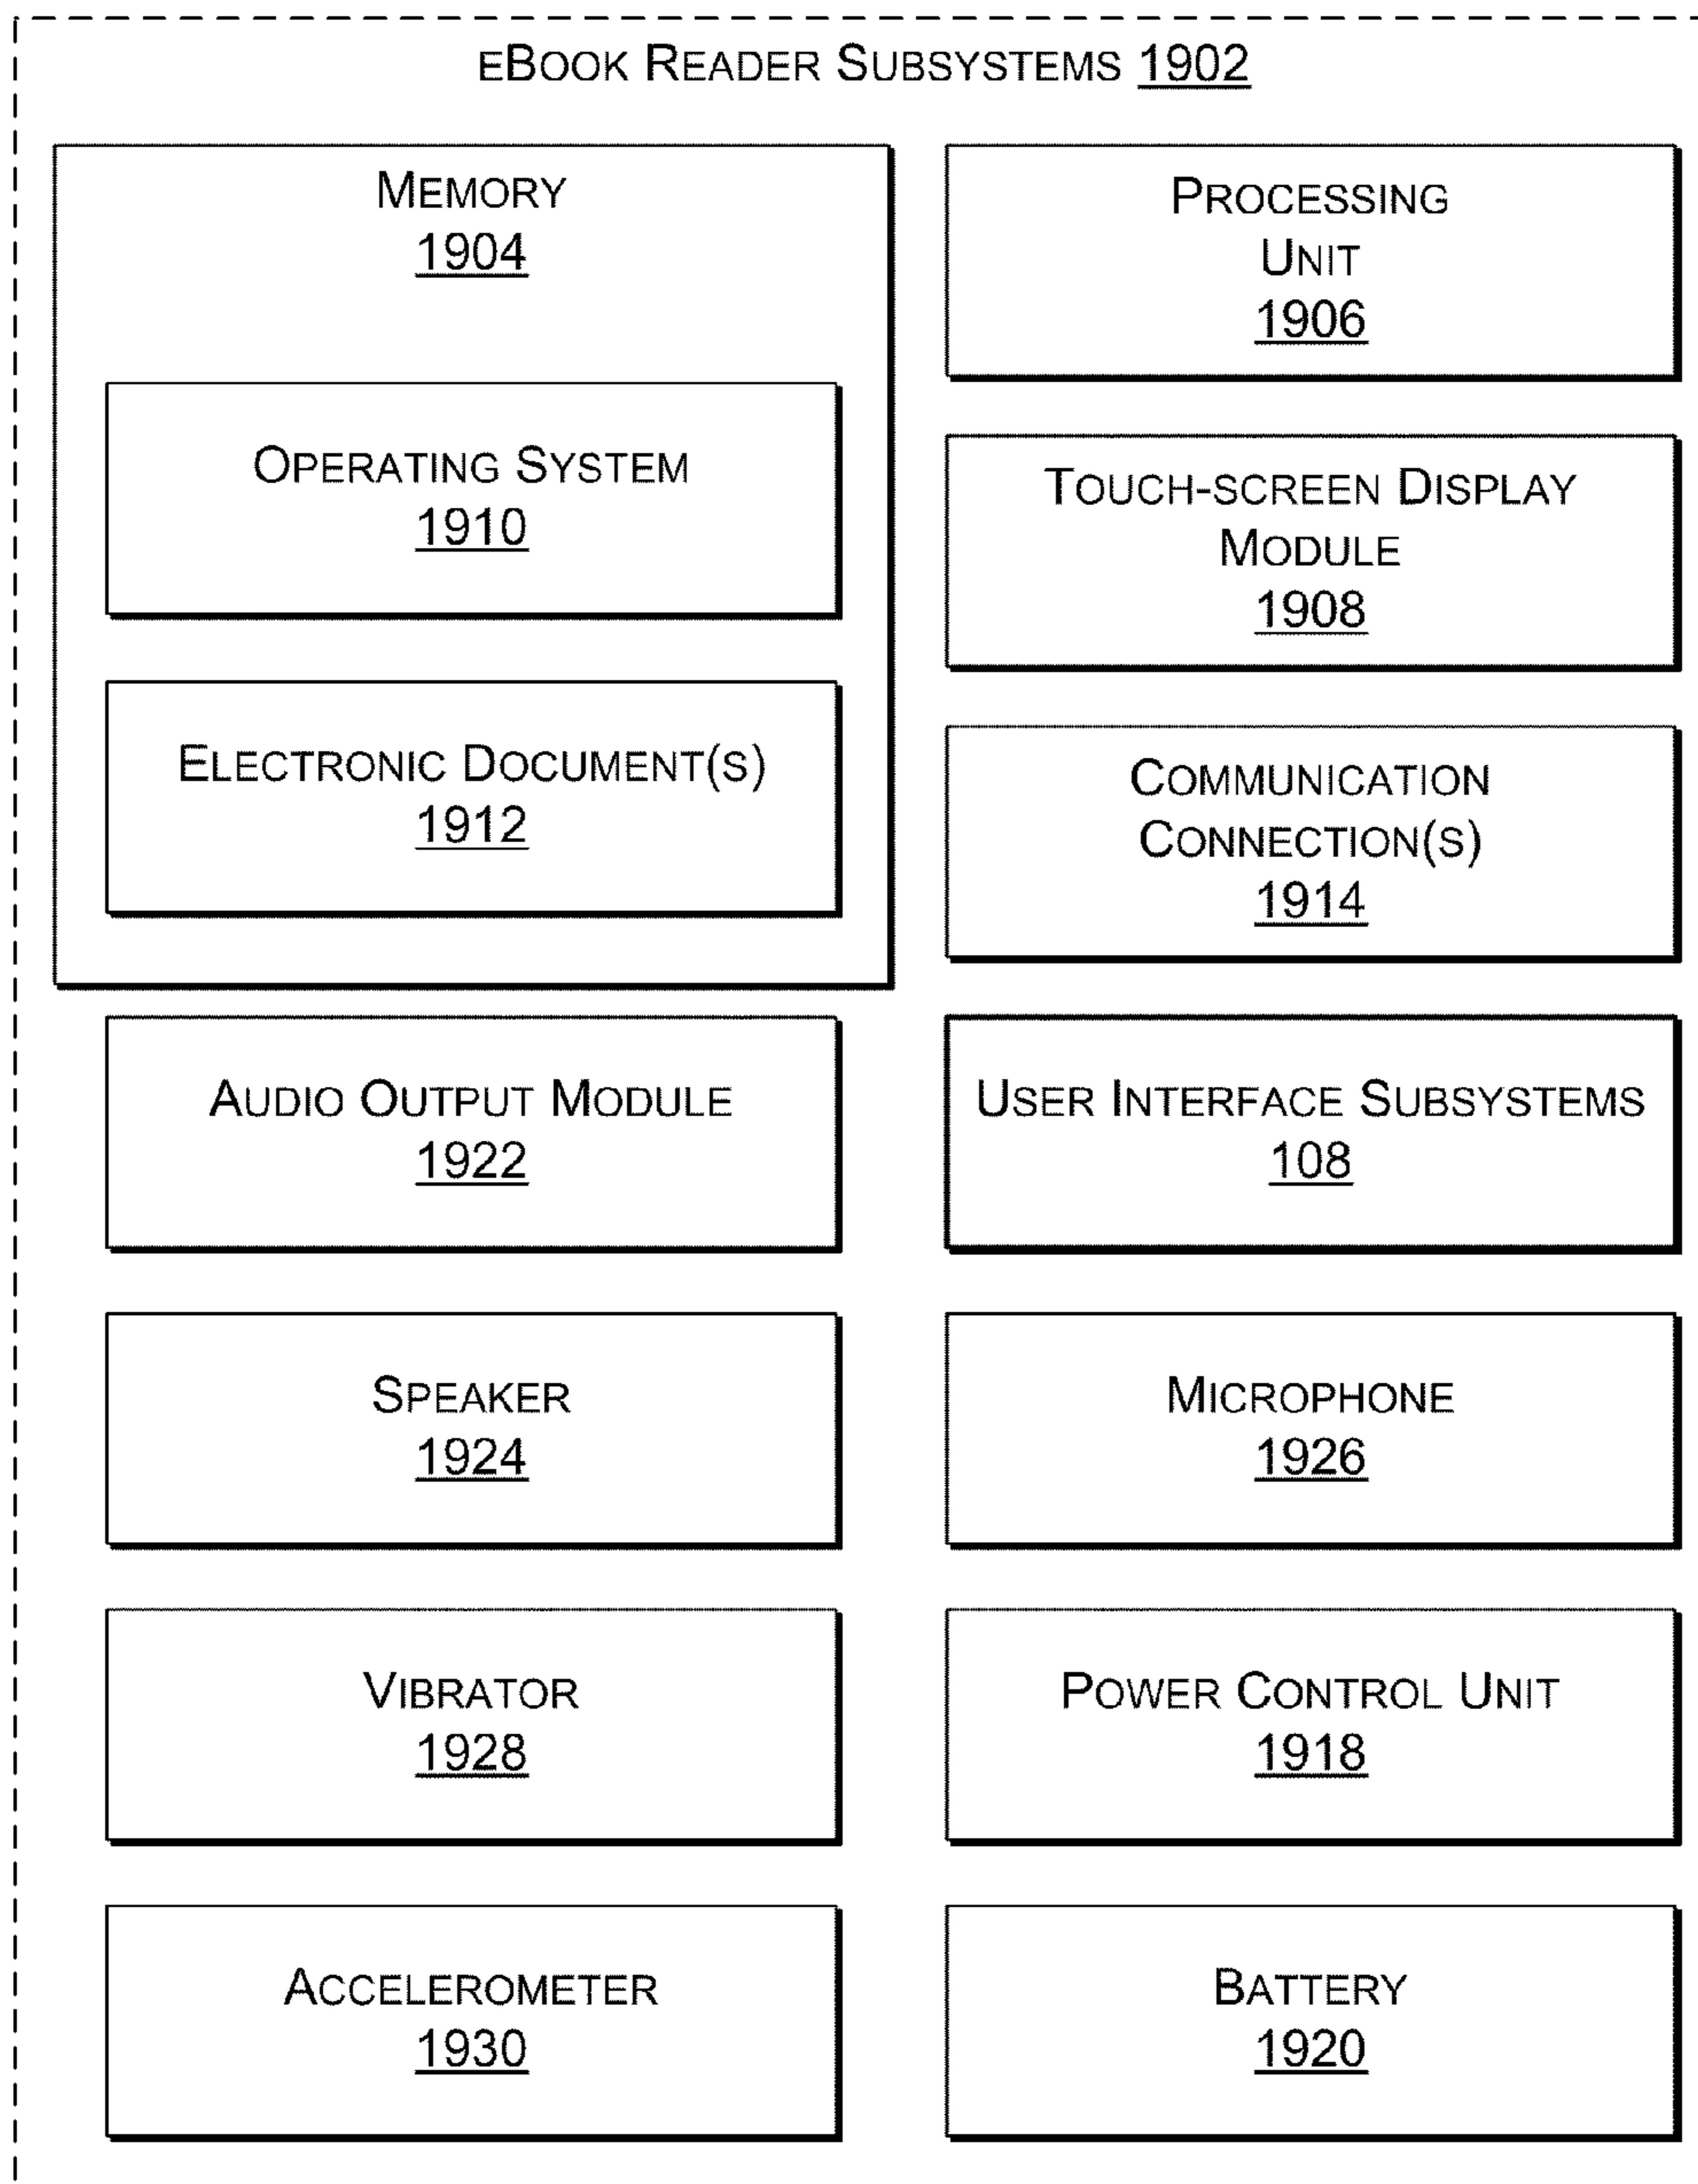 eBook Reader Subsystems 1902
Memory
1904
Operating System
1910
Electronic Document(s)
1912
Processing
Unit
1906
Touch-screen Display
Module
1908
Communication
Connection(s)
1914
Audio Output Module
1922
User Interface Subsystems
108
Speaker
1924
Microphone
1926
Vibrator
1928
Power Control Unit
1918
Accelerometer
1930
Battery
1920